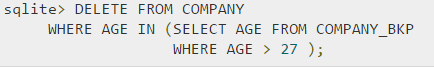 sqlite> DELETE FROM COMPANY
WHERE AGE IN (SELECT AGE FROM COMPANY_BKP
WHERE AGE > 27 );